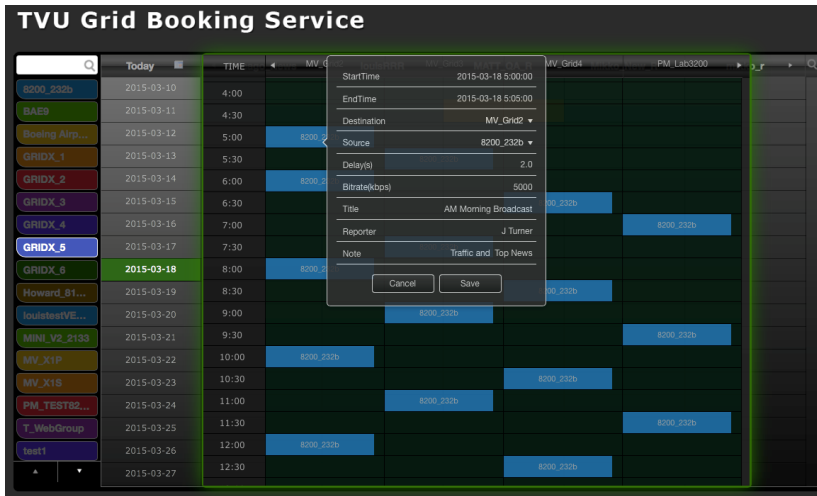 TVU Grid Booking Service
Today
TIME
MV_Grid4
PM_Lab3200
8200_232b
BAE9
Boeing Airp...
GRIDX_1
GRIDX_2
GRIDX_3
GRIDX_4
GRIDX_5
GRIDX_6
Howard_81...
louistestVE...
MINI_V2_2133
MV_X1P
MV_X1S
PM_TEST82...
T_WebGroup
test1
2015-03-10
2015-03-11
2015-03-12
2015-03-13
2015-03-14
2015-03-15
2015-03-16
2015-03-17
2015-03-18
2015-03-19
2015-03-20
2015-03-21
2015-03-22
2015-03-23
2015-03-24
2015-03-25
2015-03-26
2015-03-27
4:00
4:30
5:00
5:30
6:00
6:30
7:00
8200_232b
7:30
8:00
8:30
9:00 8200_232b
9:30 8200_232b
10:00 8200_232b
10:30 8200_232b
11:00 8200_232b
11:30 8200_232b
12:00 8200_232b
12:30 8200_232b
StartTime 2015-03-18 5:00:00
EndTime 2015-03-18 5:05:00
Destination MV_Grid2
Source 8200_232b
Delay(s) 2.0
Bitrate(kbps) 5000
Title AM Morning Broadcast
Reporter J Turner
Note Traffic and Top News
Cancel Save